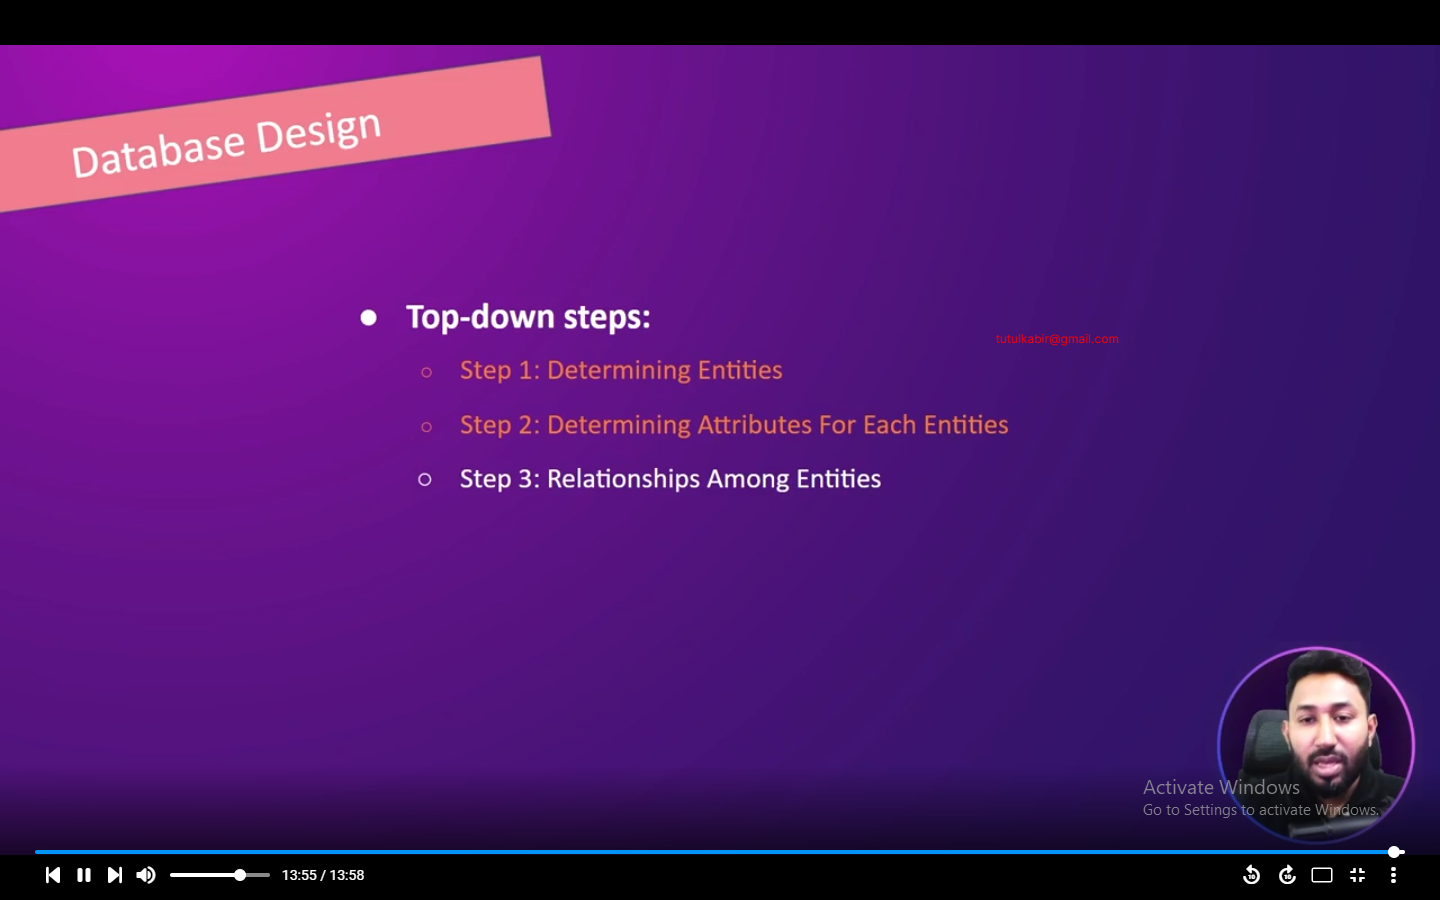 Database Design
● Top-down steps:
tutulkabir@gmail.com
○ Step 1: Determining Entities
○ Step 2: Determining Attributes For Each Entities
○ Step 3: Relationships Among Entities
Activate Windows
Go to Settings to activate Windows.
13:55 / 13:58
10
10